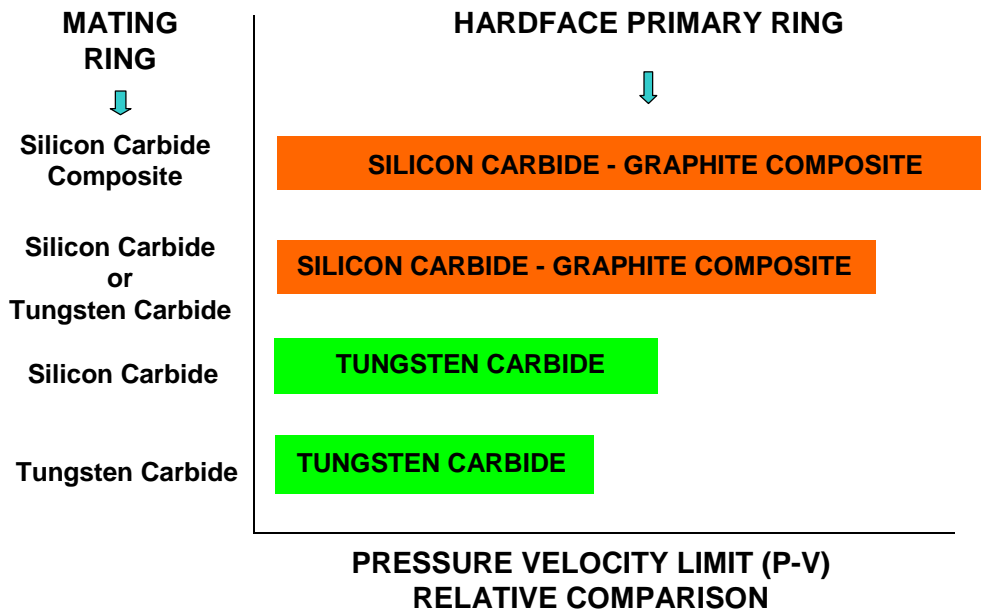 MATING
RING
HARDFACE PRIMARY RING
Silicon Carbide
Composite
SILICON CARBIDE - GRAPHITE COMPOSITE
Silicon Carbide
or
Tungsten Carbide
SILICON CARBIDE - GRAPHITE COMPOSITE
Silicon Carbide
TUNGSTEN CARBIDE
Tungsten Carbide
TUNGSTEN CARBIDE
PRESSURE VELOCITY LIMIT (P-V)
RELATIVE COMPARISON